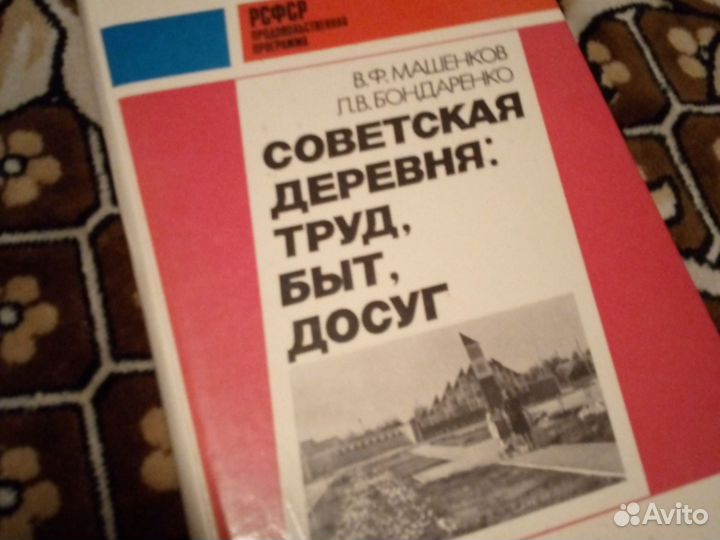 РСФСР
ПРОДОВОЛЬСТВЕННАЯ
ПРОГРАММА
В.Ф.МАШЕНКОВ
Л.В.БОНДАРЕНКО
СОВЕТСКАЯ
ДЕРЕВНЯ:
ТРУД,
БЫТ,
ДОСУГ
Avito